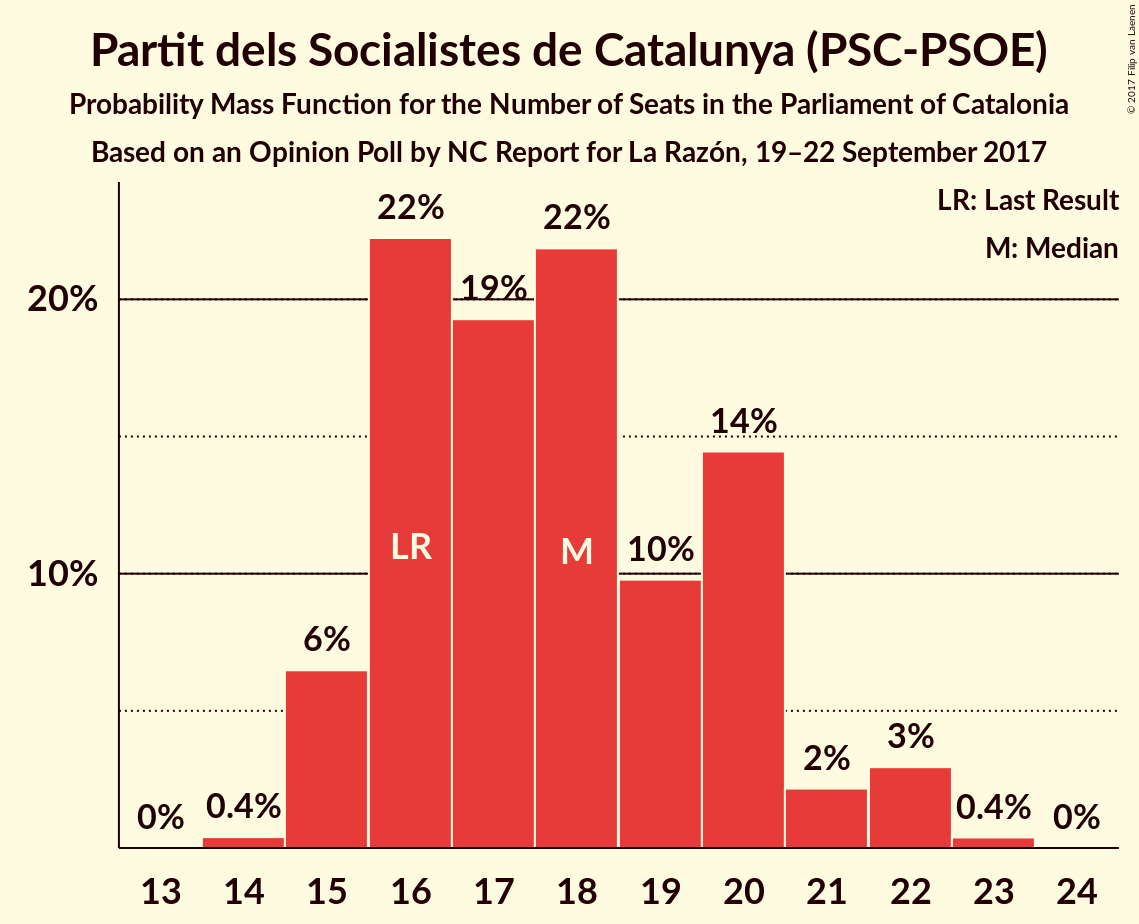 Partit dels Socialistes de Catalunya (PSC-PSOE)
Probability Mass Function for the Number of Seats in the Parliament of Catalonia
Based on an Opinion Poll by NC Report for La Razón, 19–22 September 2017
© 2017 Filip van Laenen
LR: Last Result
M: Median
20%
10%
0%
0.4%
6%
22%
19%
22%
10%
14%
2%
3%
0.4%
0%
LR
M
13 14 15 16 17 18 19 20 21 22 23 24